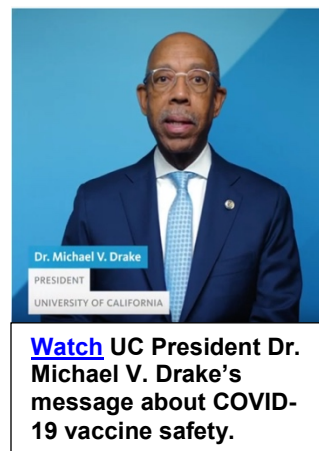 Dr. Michael V. Drake
PRESIDENT
UNIVERSITY OF CALIFORNIA
Watch UC President Dr.
Michael V. Drake’s
message about COVID-
19 vaccine safety.